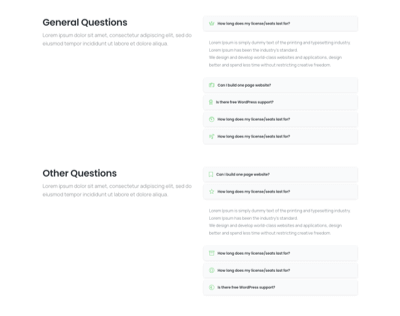 General Questions
Lorem ipsum dolor sit amet, consectetur adipiscing elit, sed do
eiusmod tempor incididunt ut labore et dolore aliqua.
How long does my license/seats last for?
Lorem Ipsum is simply dummy text of the printing and typesetting industry.
Lorem Ipsum has been the industry's standard.
We design and develop world-class websites and applications, design
better and spend less time without restricting creative freedom.
Can I build one page website?
Is there free WordPress support?
How long does my license/seats last for?
How long does my license/seats last for?
Other Questions
Lorem ipsum dolor sit amet, consectetur adipiscing elit, sed do
eiusmod tempor incididunt ut labore et dolore aliqua.
Can I build one page website?
How long does my license/seats last for?
Lorem Ipsum is simply dummy text of the printing and typesetting industry.
Lorem Ipsum has been the industry's standard.
We design and develop world-class websites and applications, design
better and spend less time without restricting creative freedom.
How long does my license/seats last for?
How long does my license/seats last for?
Is there free WordPress support?